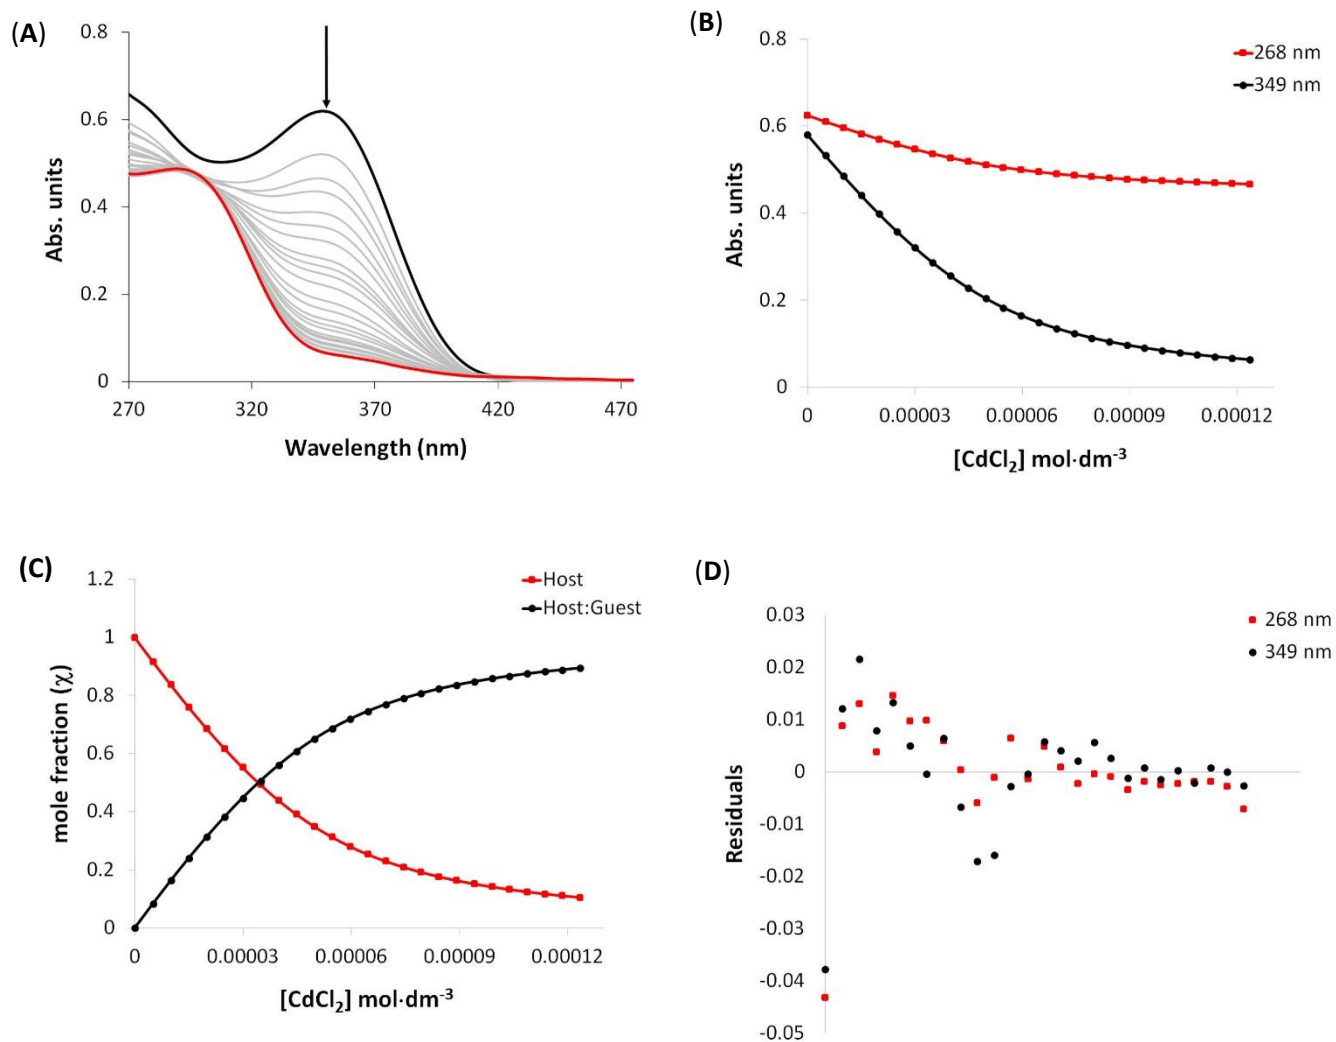 (A)
0.8
0.6
0.4
0.2
0
Abs. units
270 320 370 420 470
Wavelength (nm)
(B)
0.8
0.6
0.4
0.2
0
Abs. units
268 nm
349 nm
0 0.00003 0.00006 0.00009 0.00012
[CdCl₂] mol·dm⁻³
(C)
1.2
1
0.8
0.6
0.4
0.2
0
mole fraction (χ)
Host
Host:Guest
0 0.00003 0.00006 0.00009 0.00012
[CdCl₂] mol·dm⁻³
(D)
0.03
0.02
0.01
0
-0.01
-0.02
-0.03
-0.04
-0.05
Residuals
268 nm
349 nm